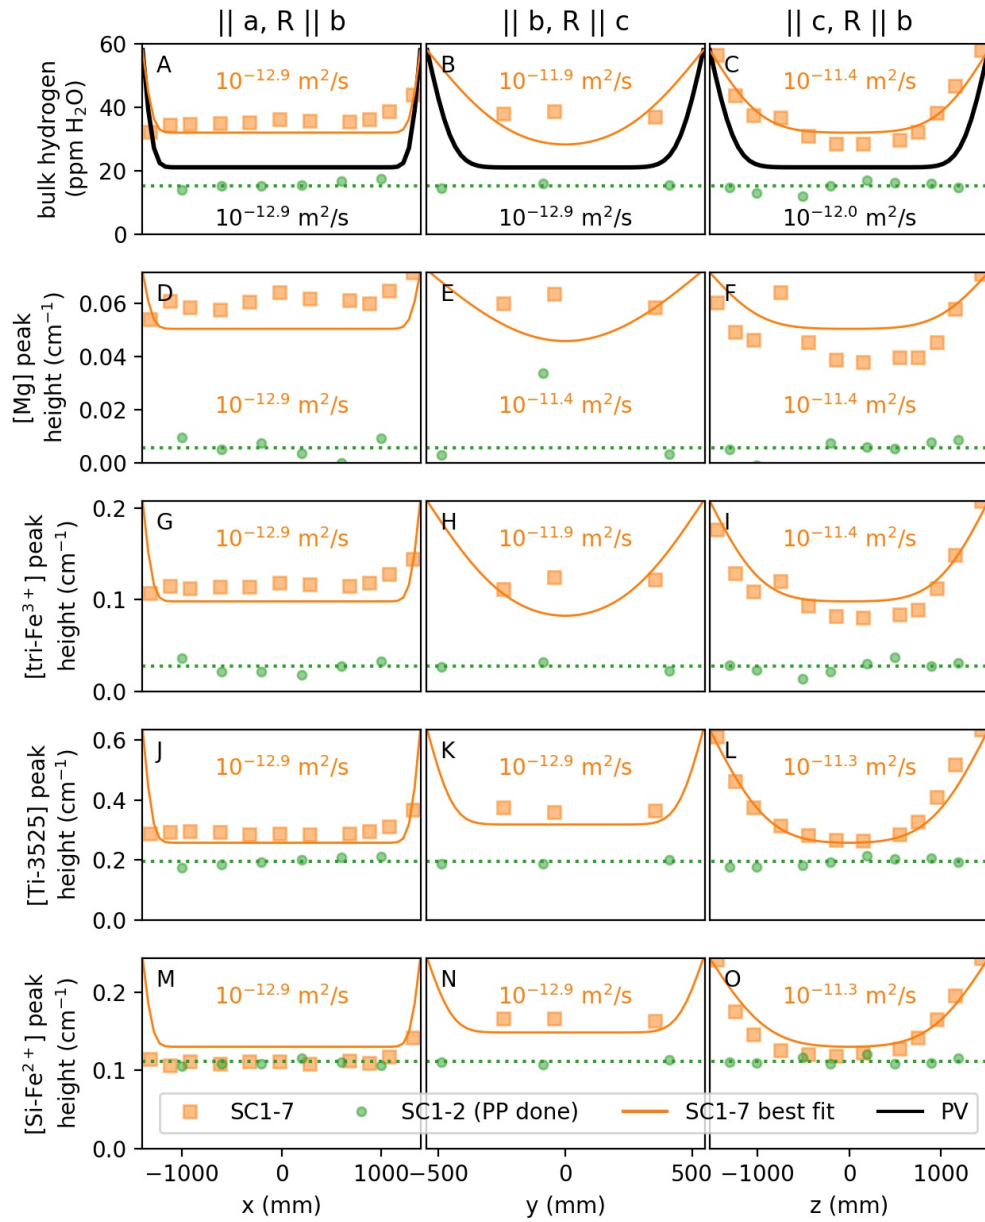 || a, R || b
|| b, R || c
|| c, R || b
bulk hydrogen
(ppm H₂O)
60
40
20
0
A
10⁻¹²·⁹ m²/s
10⁻¹²·⁹ m²/s
B
10⁻¹¹·⁹ m²/s
10⁻¹²·⁹ m²/s
C
10⁻¹¹·⁴ m²/s
10⁻¹²·⁰ m²/s
[Mg] peak
height (cm⁻¹)
0.06
0.04
0.02
0.00
D
10⁻¹²·⁹ m²/s
E
10⁻¹¹·⁴ m²/s
F
10⁻¹¹·⁴ m²/s
[tri-Fe³⁺] peak
height (cm⁻¹)
0.2
0.1
0.0
G
10⁻¹²·⁹ m²/s
H
10⁻¹¹·⁹ m²/s
I
10⁻¹¹·⁴ m²/s
[Ti-3525] peak
height (cm⁻¹)
0.6
0.4
0.2
0.0
J
10⁻¹²·⁹ m²/s
K
10⁻¹²·⁹ m²/s
L
10⁻¹¹·³ m²/s
[Si-Fe²⁺] peak
height (cm⁻¹)
0.2
0.1
0.0
M
10⁻¹²·⁹ m²/s
N
10⁻¹²·⁹ m²/s
O
10⁻¹¹·³ m²/s
SC1-7
SC1-2 (PP done)
SC1-7 best fit
PV
−1000 0 1000
−500 0 500
−1000 0 1000
x (mm)
y (mm)
z (mm)